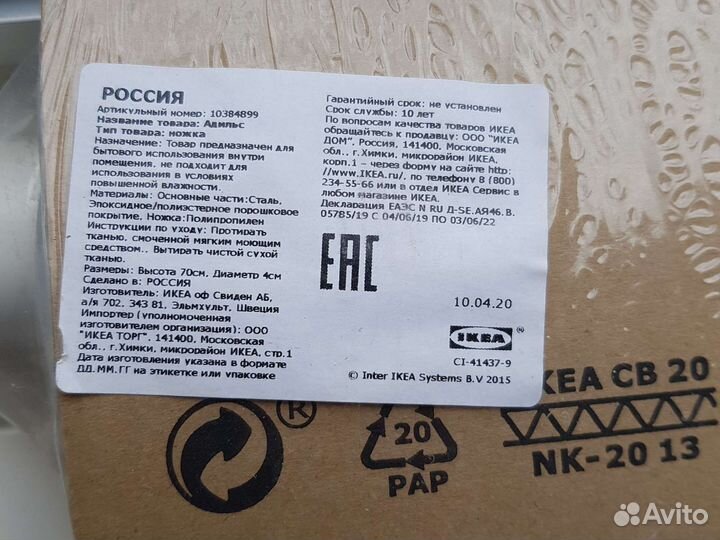 РОССИЯ
Артикульный номер: 10384899
Название товара: Адильс
Тип товара: ножка
Назначение: Товар предназначен для
бытового использования внутри
помещения, не подходит для
использования в условиях
повышенной влажности.
Материалы: Основные части:Сталь,
Эпоксидное/полиэстерное порошковое
покрытие, Ножка:Полипропилен
Инструкции по уходу: Протирать
тканью, смоченной мягким моющим
средством.. Вытирать чистой сухой
тканью.
Размеры: Высота 70см, Диаметр 4см
Сделано в: РОССИЯ
Изготовитель: ИКЕА оф Свиден АБ,
а/я 702, 343 81, Эльмхульт, Швеция
Импортер (уполномоченная
изготовителем организация): ООО
"ИКЕА ТОРГ", 141400, Московская
обл., г.Химки, микрорайон ИКЕА, стр.1
Дата изготовления указана в формате
ДД.ММ.ГГ на этикетке или упаковке
Гарантийный срок: не установлен
Срок службы: 10 лет
По вопросам качества товаров ИКЕА
обращайтесь к продавцу: ООО "ИКЕА
ДОМ", Россия, 141400, Московская
обл., г. Химки, микрорайон ИКЕА,
корп.1 - через форму на сайте http:
//www.IKEA.ru/, по телефону 8 (800)
234-55-66 или в отдел ИКЕА Сервис в
любом магазине ИКЕА.
Декларация ЕАЭС N RU Д-SE.АЯ46.В.
05785/19 С 04/06/19 ПО 03/06/22
EAC
10.04.20
IKEA
CI-41437-9
© Inter IKEA Systems B.V 2015
®
20
PAP
IKEA CB 20
NK-20 13
Avito